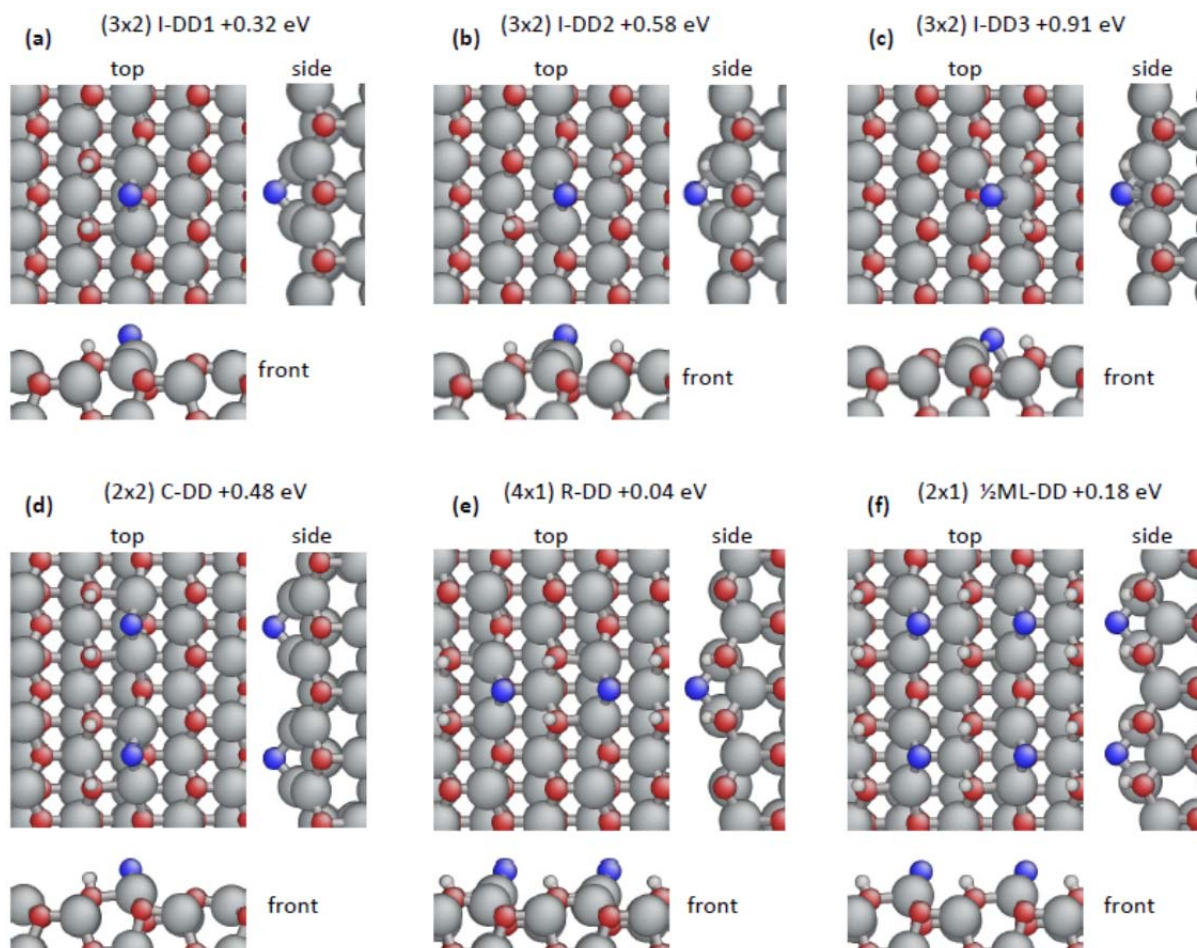 (a) (3x2) I-DD1 +0.32 eV
top side
front
(b) (3x2) I-DD2 +0.58 eV
top side
front
(c) (3x2) I-DD3 +0.91 eV
top side
front
(d) (2x2) C-DD +0.48 eV
top side
front
(e) (4x1) R-DD +0.04 eV
top side
front
(f) (2x1) ½ML-DD +0.18 eV
top side
front